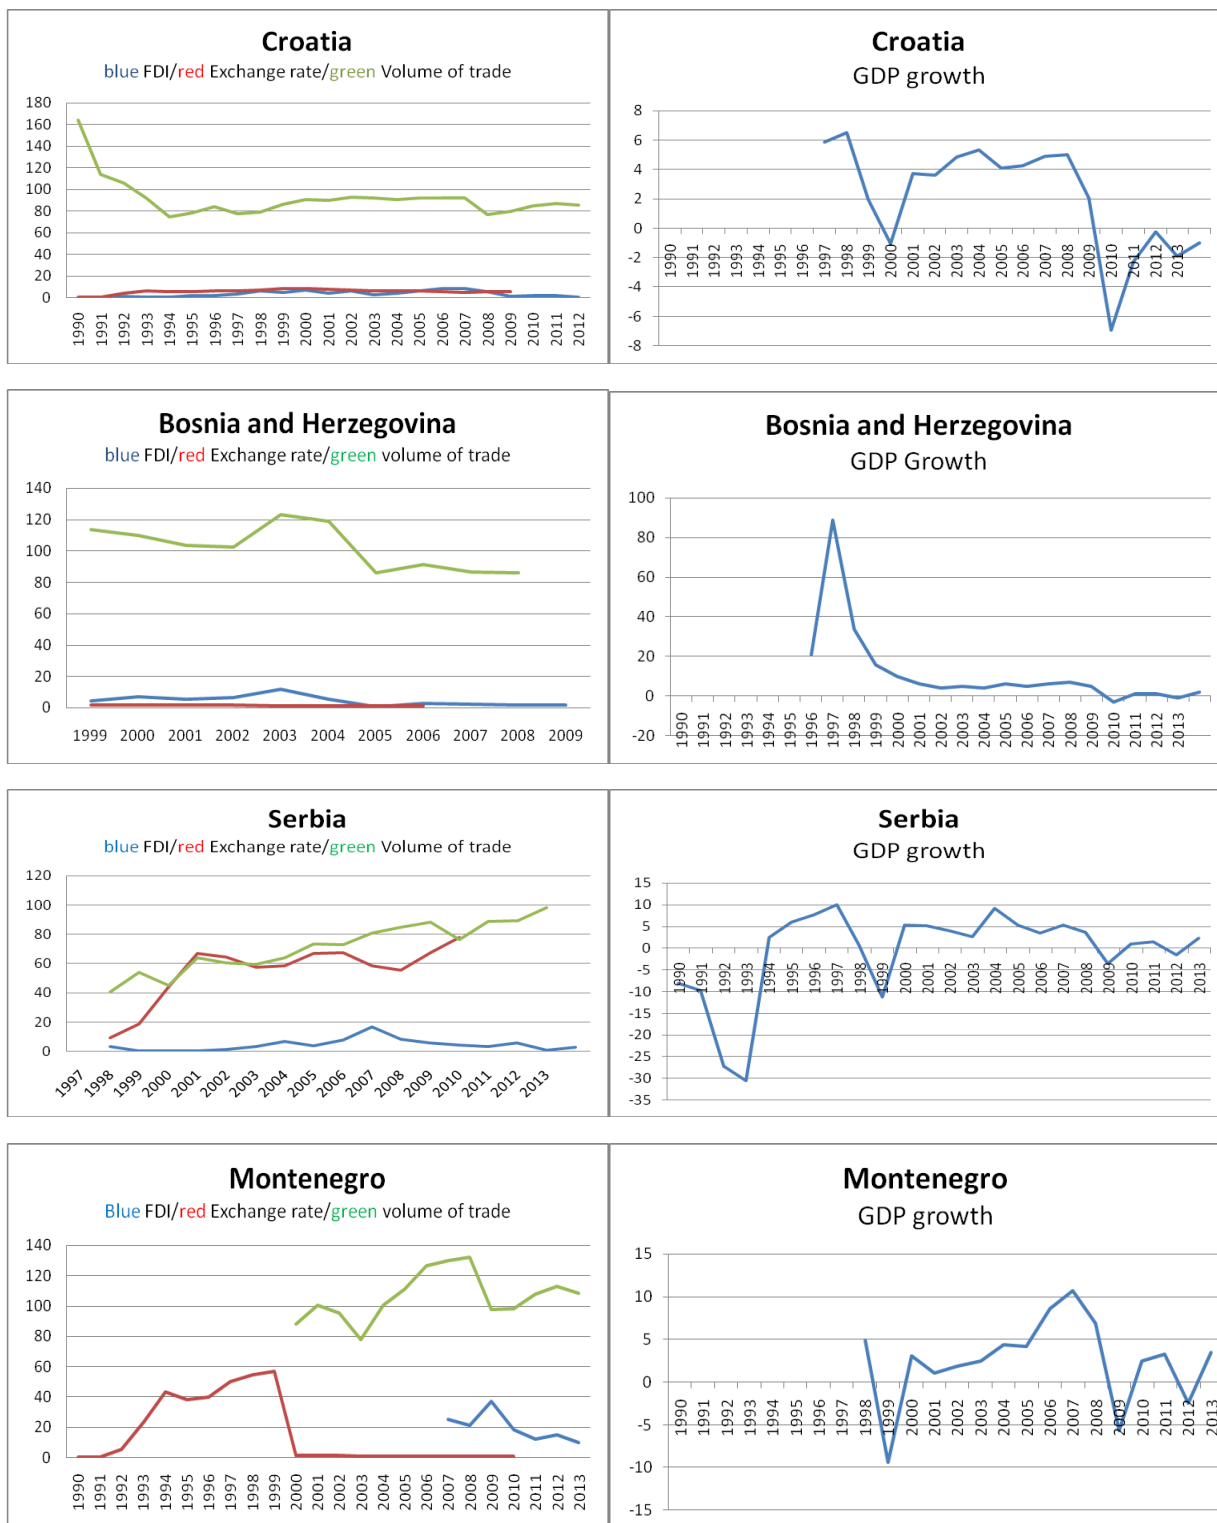 Croatia
blue FDI/red Exchange rate/green Volume of trade
180
160
140
120
100
80
60
40
20
0
1990 1991 1992 1993 1994 1995 1996 1997 1998 1999 2000 2001 2002 2003 2004 2005 2006 2007 2008 2009 2010 2011 2012
Croatia
GDP growth
8
6
4
2
0
-2
-4
-6
-8
1990 1991 1992 1993 1994 1995 1996 1997 1998 1999 2000 2001 2002 2003 2004 2005 2006 2007 2008 2009 2010 2011 2012 2013
Bosnia and Herzegovina
blue FDI/red Exchange rate/green volume of trade
140
120
100
80
60
40
20
0
1999 2000 2001 2002 2003 2004 2005 2006 2007 2008 2009
Bosnia and Herzegovina
GDP Growth
100
80
60
40
20
0
-20
1990 1991 1992 1993 1994 1995 1996 1997 1998 1999 2000 2001 2002 2003 2004 2005 2006 2007 2008 2009 2010 2011 2012 2013
Serbia
blue FDI/red Exchange rate/green Volume of trade
120
100
80
60
40
20
0
1997 1998 1999 2000 2001 2002 2003 2004 2005 2006 2007 2008 2009 2010 2011 2012 2013
Serbia
GDP growth
15
10
5
0
-5
-10
-15
-20
-25
-30
-35
1990 1991 1992 1993 1994 1995 1996 1997 1998 1999 2000 2001 2002 2003 2004 2005 2006 2007 2008 2009 2010 2011 2012 2013
Montenegro
Blue FDI/red Exchange rate/green volume of trade
140
120
100
80
60
40
20
0
1990 1991 1992 1993 1994 1995 1996 1997 1998 1999 2000 2001 2002 2003 2004 2005 2006 2007 2008 2009 2010 2011 2012 2013
Montenegro
GDP growth
15
10
5
0
-5
-10
-15
1990 1991 1992 1993 1994 1995 1996 1997 1998 1999 2000 2001 2002 2003 2004 2005 2006 2007 2008 2009 2010 2011 2012 2013